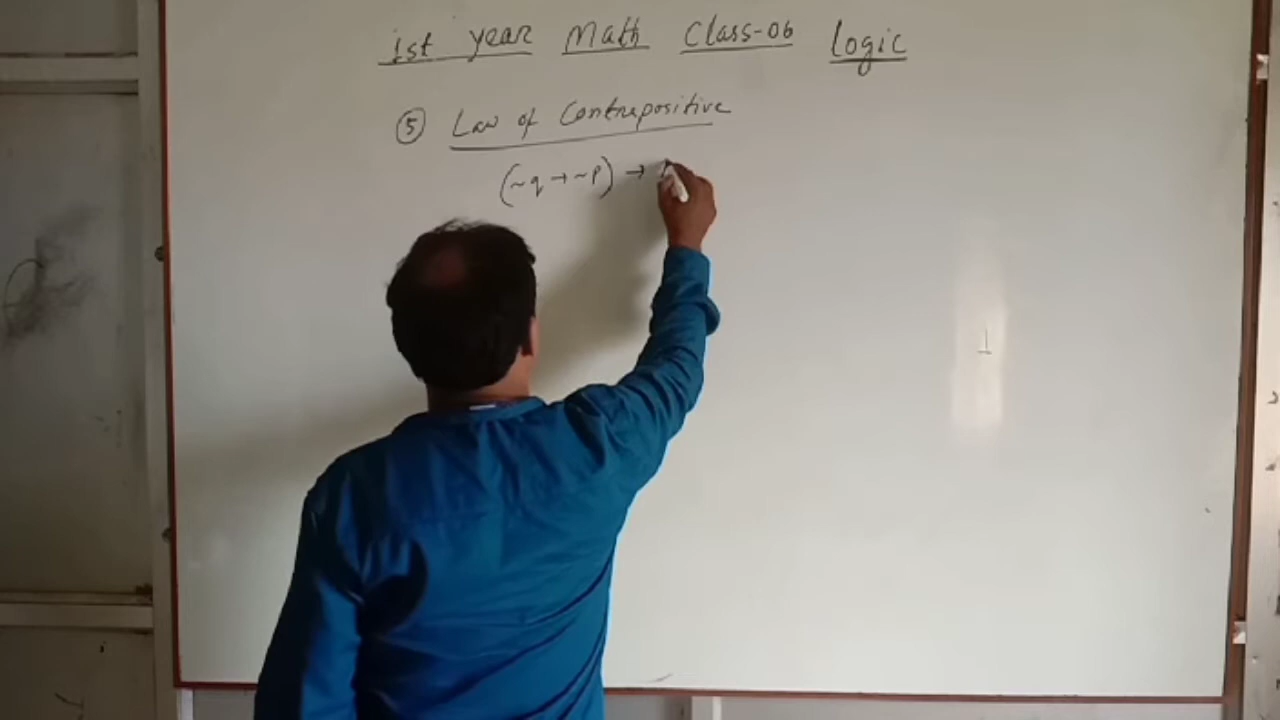 1st year Math Class-06 Logic
⑤ Law of Contrapositive
(~q → ~p) →